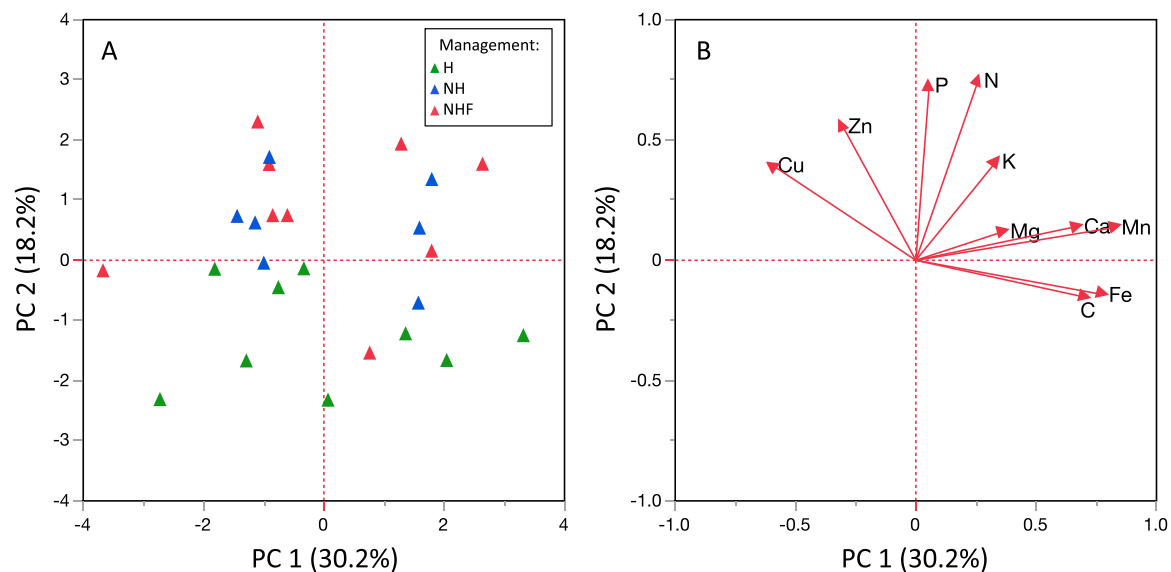 A
Management:
H
NH
NHF
4
3
2
1
0
-1
-2
-3
-4
-4
-2
0
2
4
PC 2 (18.2%)
PC 1 (30.2%)
B
1.0
0.5
0
-0.5
-1.0
-1.0
-0.5
0
0.5
1.0
PC 2 (18.2%)
PC 1 (30.2%)
P
N
Zn
Cu
K
Mg
Ca
Mn
Fe
C